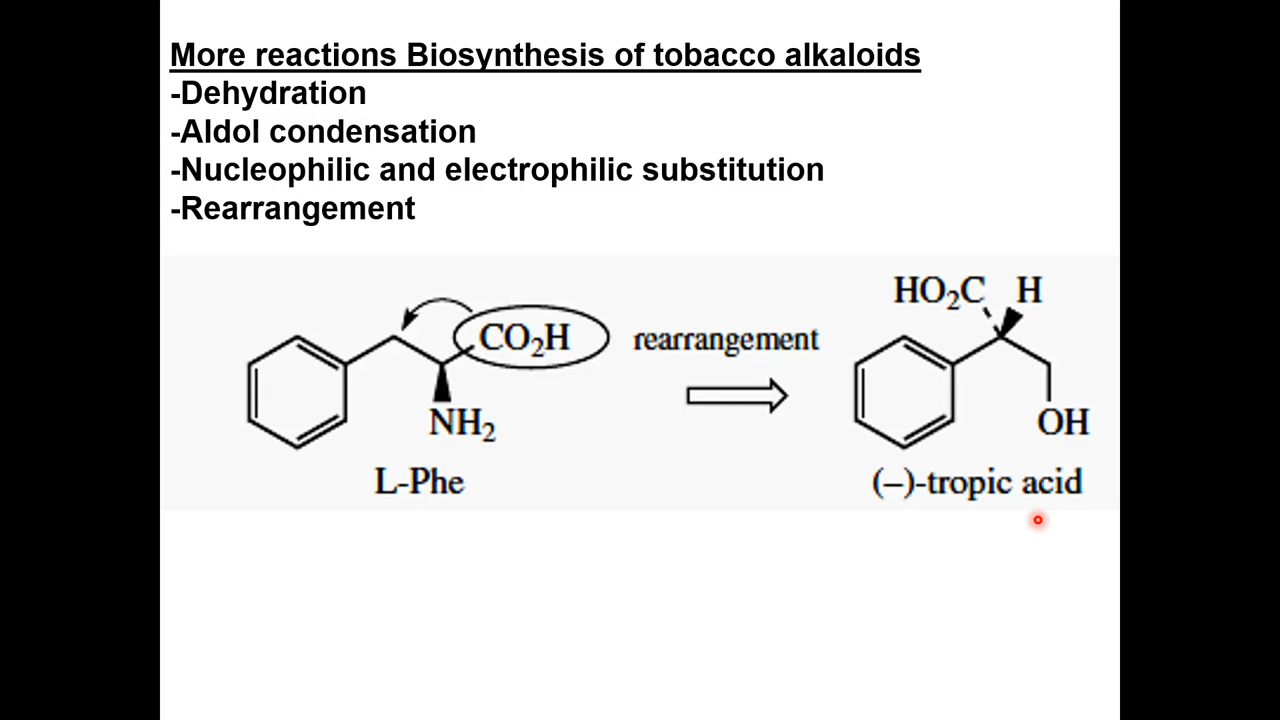 More reactions Biosynthesis of tobacco alkaloids
-Dehydration
-Aldol condensation
-Nucleophilic and electrophilic substitution
-Rearrangement
HO₂C H
CO₂H
rearrangement
NH₂
OH
L-Phe
(–)-tropic acid